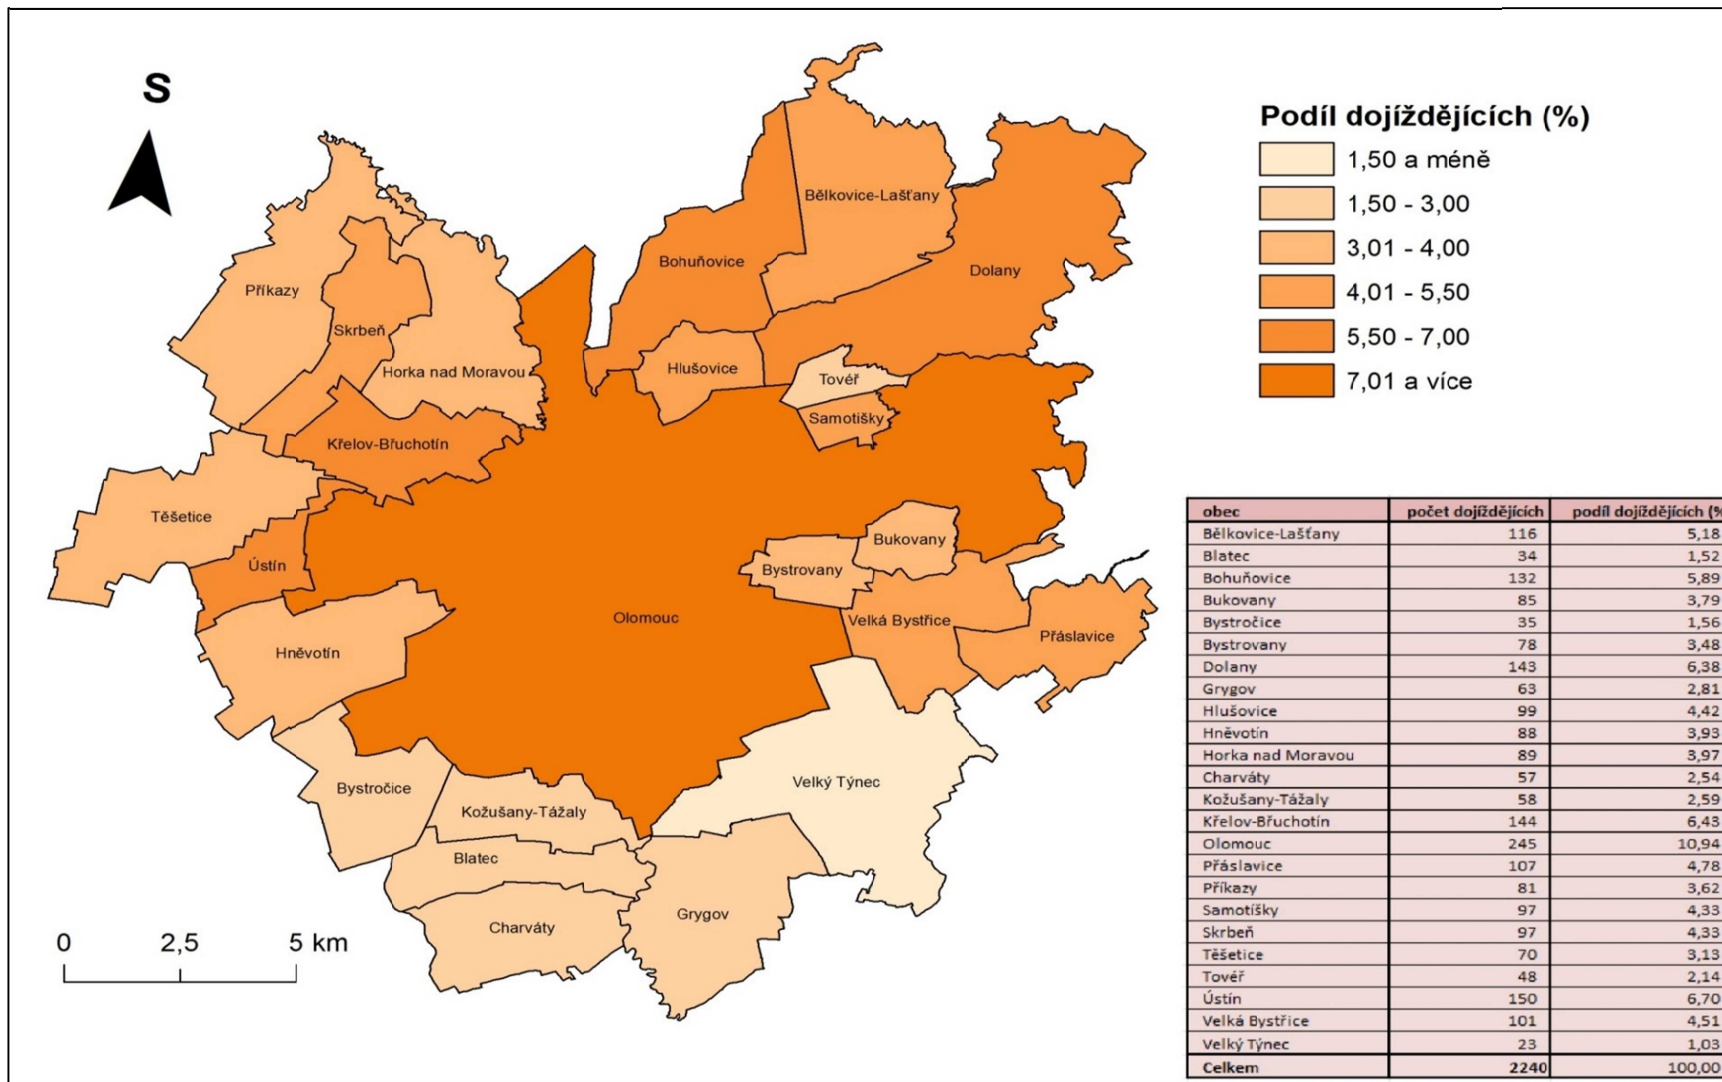 S
Podíl dojíždějících (%)
1,50 a méně
1,50 - 3,00
3,01 - 4,00
4,01 - 5,50
5,50 - 7,00
7,01 a více
Bělkovice-Lašťany
Bohuňovice
Dolany
Příkazy
Skrbeň
Horka nad Moravou
Hlušovice
Tovéř
Samotišky
Křelov-Břuchotín
Těšetice
Ústín
Bukovany
Bystrovany
Olomouc
Velká Bystřice
Přáslavice
Hněvotín
Velký Týnec
Bystročice
Kožušany-Tážaly
Blatec
Grygov
Charváty
0 2,5 5 km
obec počet dojíždějících podíl dojíždějících (%
Bělkovice-Lašťany 116 5,18
Blatec 34 1,52
Bohuňovice 132 5,89
Bukovany 85 3,79
Bystročice 35 1,56
Bystrovany 78 3,48
Dolany 143 6,38
Grygov 63 2,81
Hlušovice 99 4,42
Hněvotín 88 3,93
Horka nad Moravou 89 3,97
Charváty 57 2,54
Kožušany-Tážaly 58 2,59
Křelov-Břuchotín 144 6,43
Olomouc 245 10,94
Přáslavice 107 4,78
Příkazy 81 3,62
Samotíšky 97 4,33
Skrbeň 97 4,33
Těšetice 70 3,13
Tovéř 48 2,14
Ústín 150 6,70
Velká Bystřice 101 4,51
Velký Týnec 23 1,03
Celkem 2240 100,00